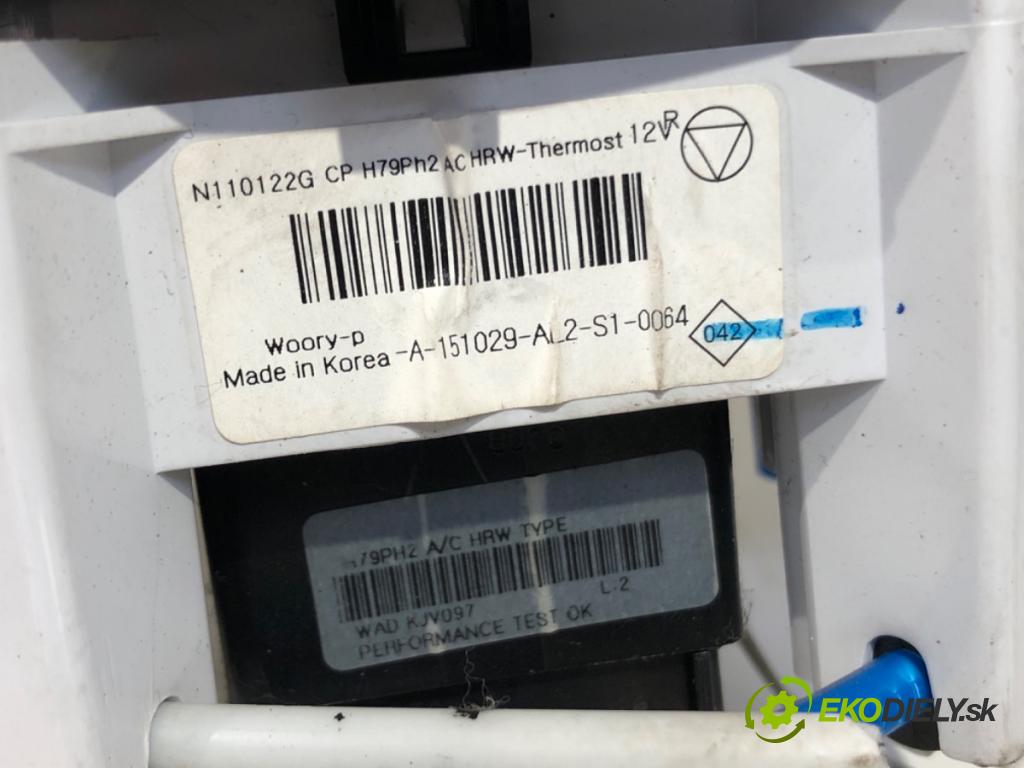 N110122G CP H79Ph2 AC HRW-Thermost 12V R
Woory-p
Made in Korea -A-151029-AL2-S1-0064
042
H79PH2 A/C HRW TYPE
L:2
WAD KJV097
PERFORMANCE TEST OK
EKODIELY.sk